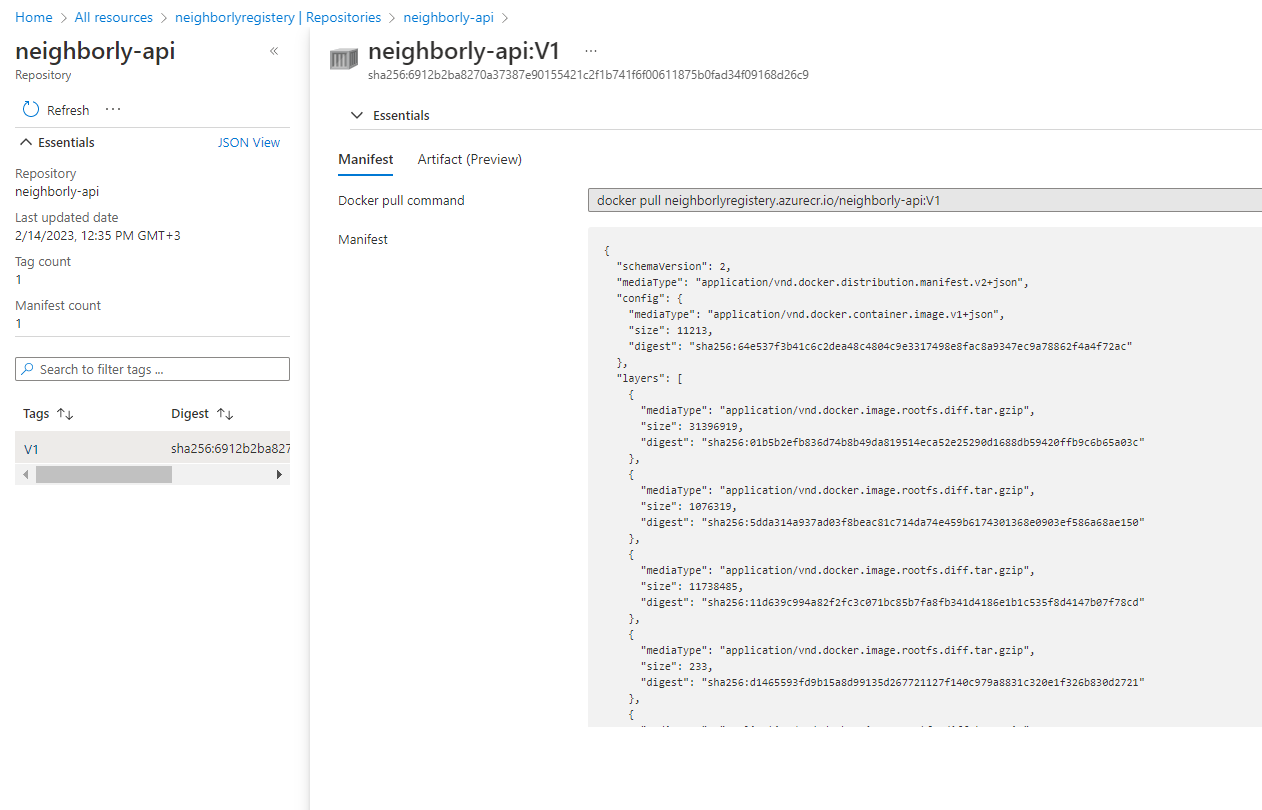 Home > All resources > neighborlyregistery | Repositories > neighborly-api >
neighborly-api
Repository
Refresh ...
Essentials JSON View
Repository
neighborly-api
Last updated date
2/14/2023, 12:35 PM GMT+3
Tag count
1
Manifest count
1
Search to filter tags ...
Tags Digest
V1 sha256:6912b2ba827
neighborly-api:V1 ...
sha256:6912b2ba8270a37387e90155421c2f1b741f6f00611875b0fad34f09168d26c9
Essentials
Manifest Artifact (Preview)
Docker pull command docker pull neighborlyregistery.azurecr.io/neighborly-api:V1
Manifest
{
"schemaVersion": 2,
"mediaType": "application/vnd.docker.distribution.manifest.v2+json",
"config": {
"mediaType": "application/vnd.docker.container.image.v1+json",
"size": 11213,
"digest": "sha256:64e537f3b41c6c2dea48c4804c9e3317498e8fac8a9347ec9a78862f4a4f72ac"
},
"layers": [
{
"mediaType": "application/vnd.docker.image.rootfs.diff.tar.gzip",
"size": 31396919,
"digest": "sha256:01b5b2efb836d74b8b49da819514eca52e25290d1688db59420ffb9c6b65a03c"
},
{
"mediaType": "application/vnd.docker.image.rootfs.diff.tar.gzip",
"size": 1076319,
"digest": "sha256:5dda314a937ad03f8beac81c714da74e459b6174301368e0903ef586a68ae150"
},
{
"mediaType": "application/vnd.docker.image.rootfs.diff.tar.gzip",
"size": 11738485,
"digest": "sha256:11d639c994a82f2fc3c071bc85b7fa8fb341d4186e1b1c535f8d4147b07f78cd"
},
{
"mediaType": "application/vnd.docker.image.rootfs.diff.tar.gzip",
"size": 233,
"digest": "sha256:d1465593fd9b15a8d99135d267721127f140c979a8831c320e1f326b830d2721"
},
{